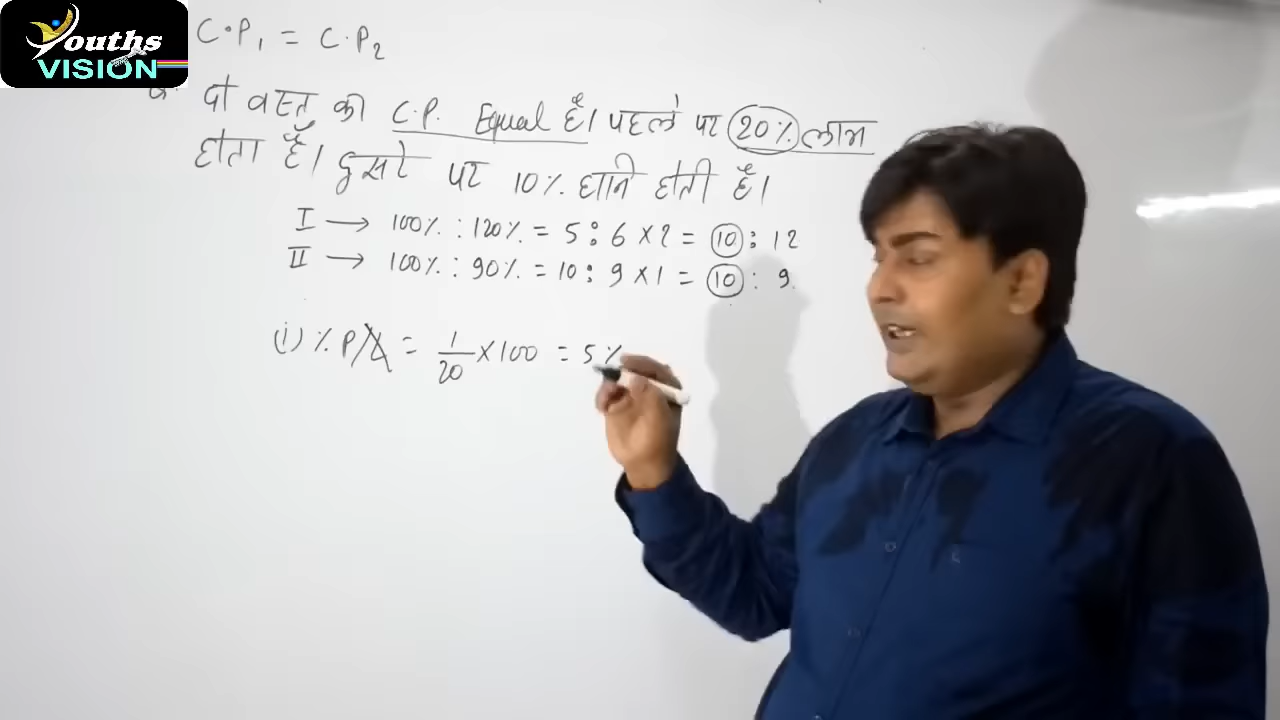 Youths
VISION
C.P₁ = C.P₂
Q. दो वस्तु की C.P. Equal है। पहले पर 20% लाभ
होता है। दुसरे पर 10% हानि होती है।
I → 100% : 120% = 5 : 6 × 2 = 10 : 12
II → 100% : 90% = 10 : 9 × 1 = 10 : 9
(i) % P/L = 1/20 × 100 = 5%